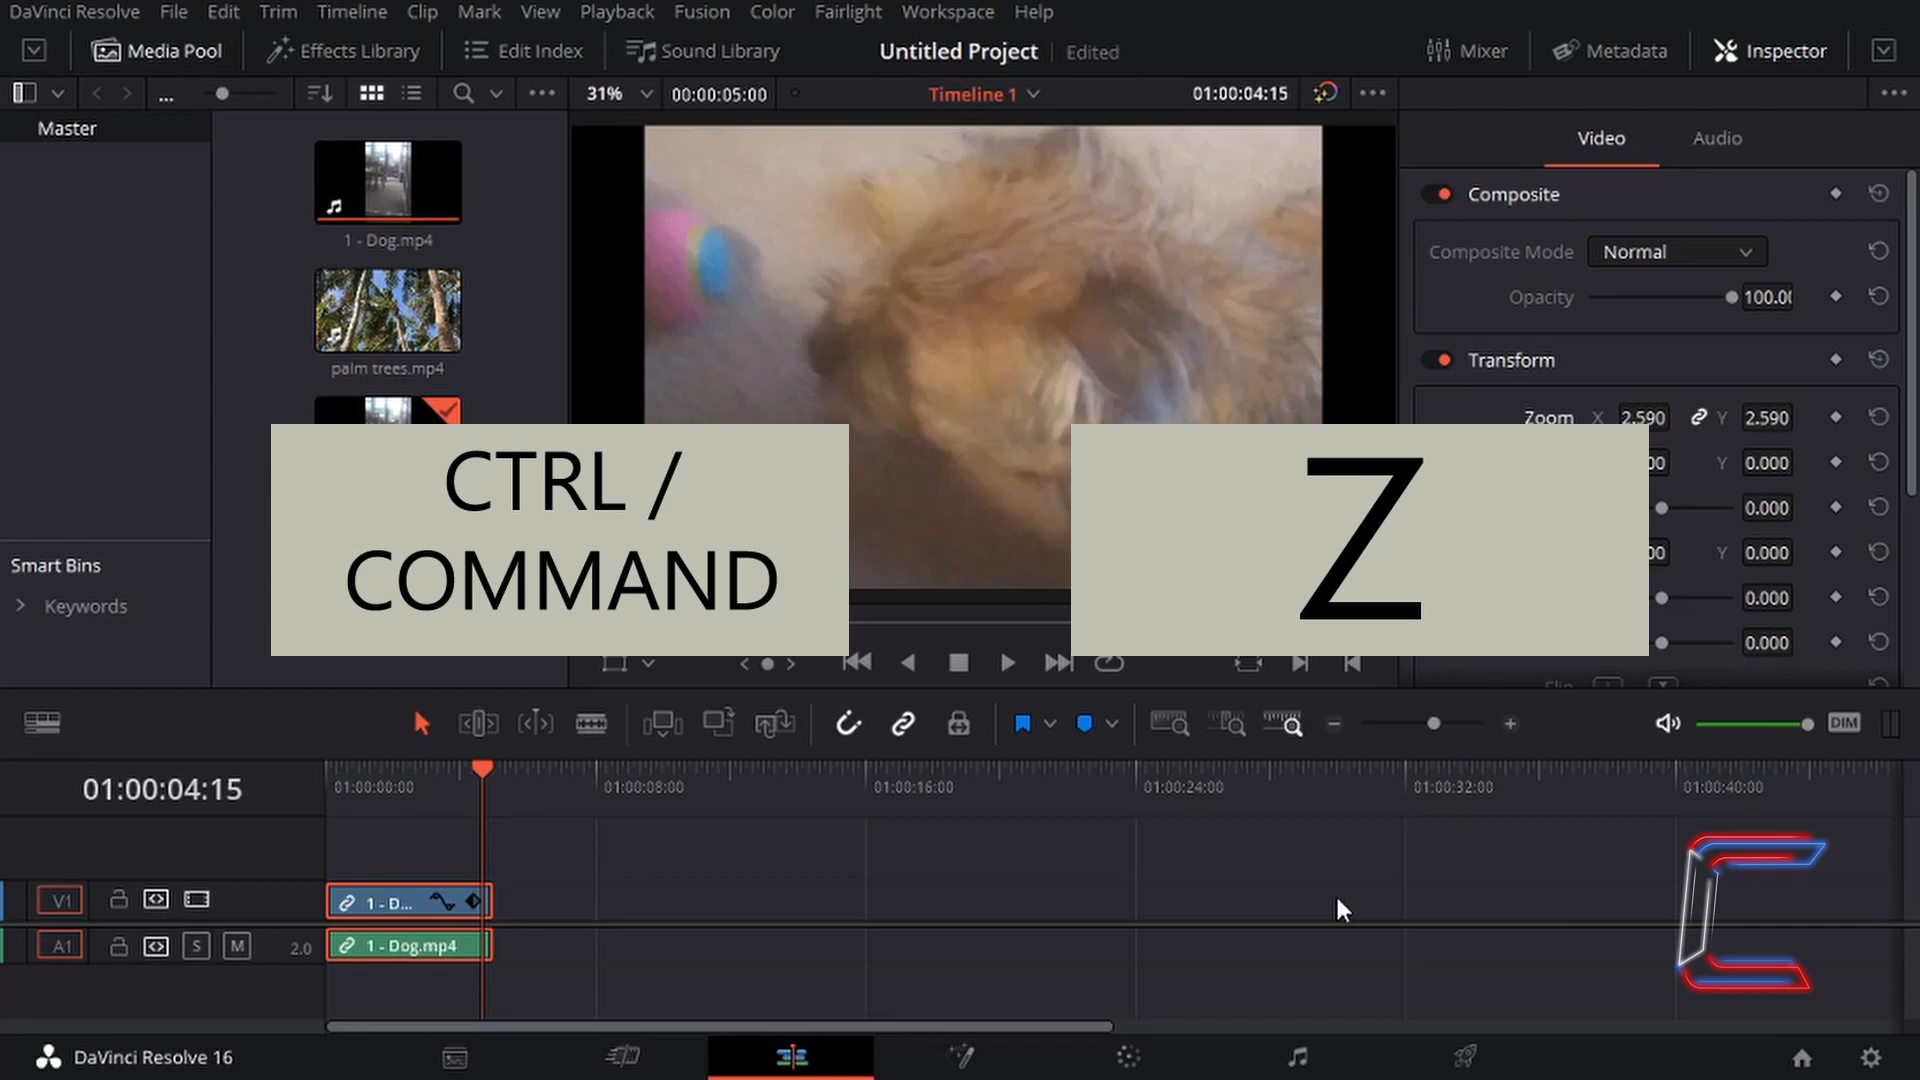 DaVinci Resolve File Edit Trim Timeline Clip Mark View Playback Fusion Color Fairlight Workspace Help
Media Pool Effects Library Edit Index Sound Library Untitled Project Edited Mixer Metadata Inspector
... 31% 00:00:05:00 Timeline 1 01:00:04:15
Master
Video Audio
1 - Dog.mp4
palm trees.mp4
Composite
Composite Mode Normal
Opacity 100.0
Transform
Zoom X 2.590 Y 2.590
00 Y 0.000
0.000
00 Y 0.000
0.000
0.000
CTRL /
COMMAND
Z
Smart Bins
Keywords
DIM
01:00:04:15
01:00:00:00 01:00:08:00 01:00:16:00 01:00:24:00 01:00:32:00 01:00:40:00
V1 1 - D...
A1 S M 2.0 1 - Dog.mp4
DaVinci Resolve 16